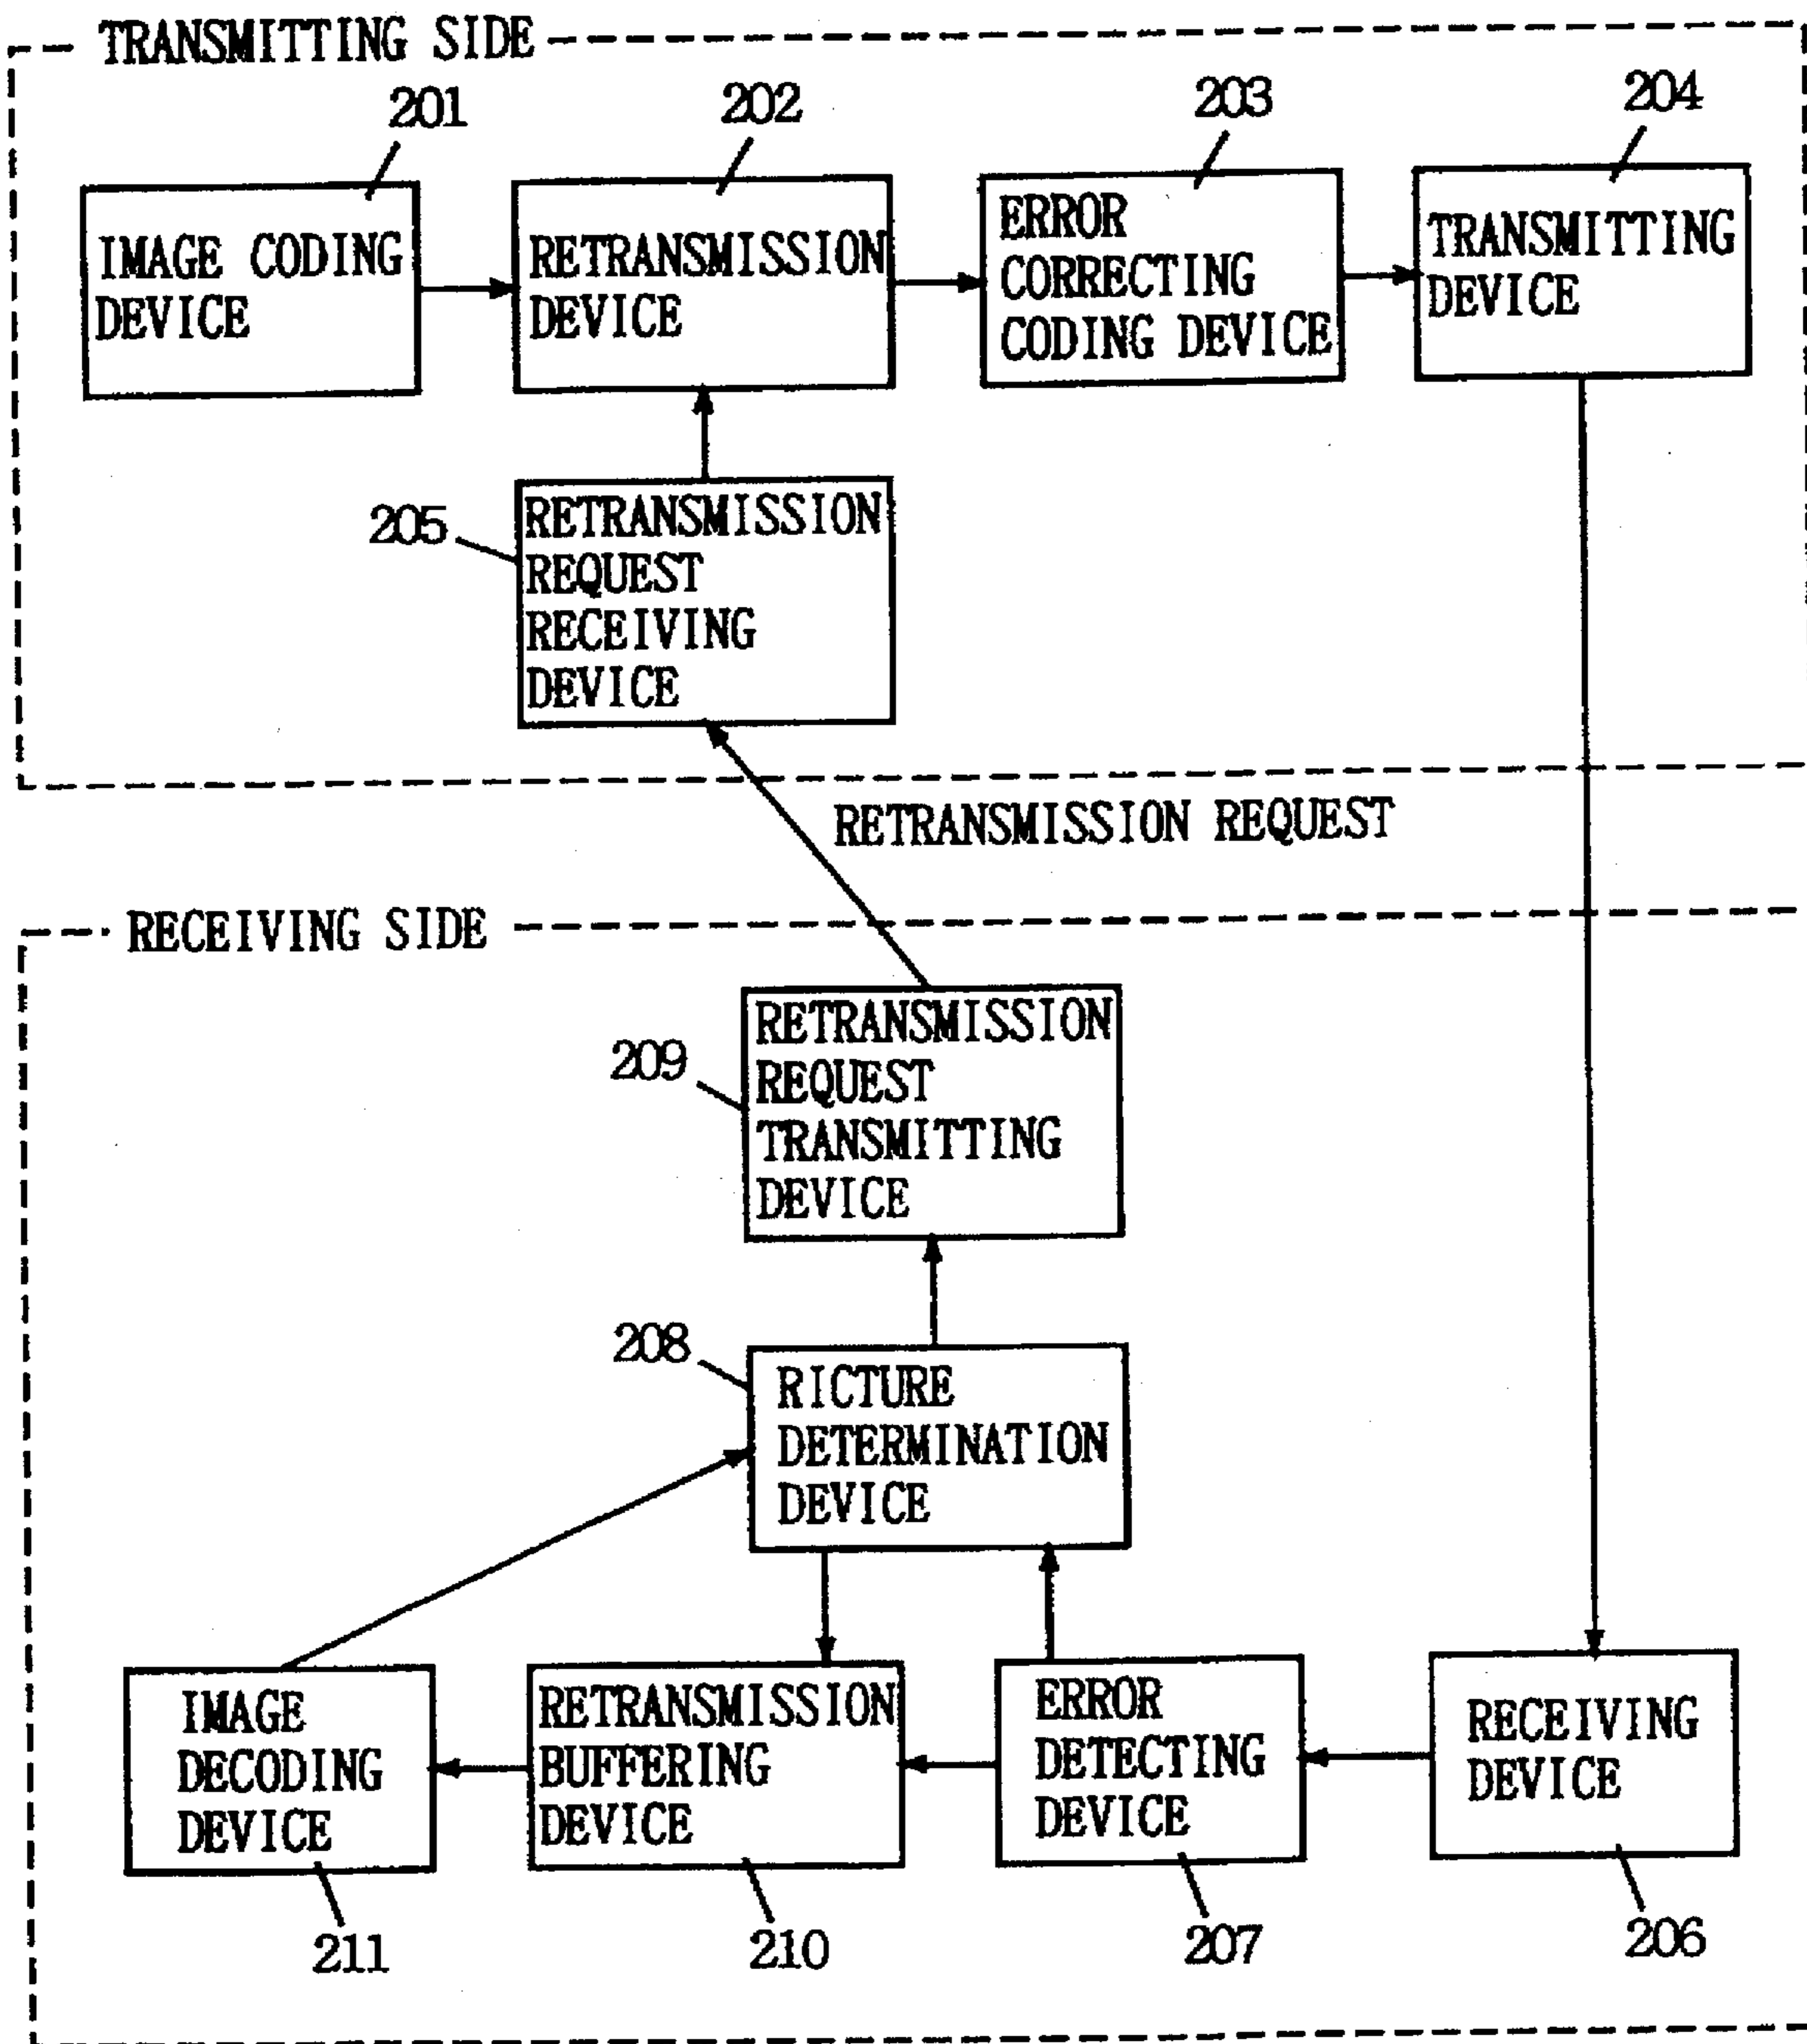 TRANSMITTING SIDE
201
202
203
204
IMAGE CODING
DEVICE
RETRANSMISSION
DEVICE
ERROR
CORRECTING
CODING DEVICE
TRANSMITTING
DEVICE
205
RETRANSMISSION
REQUEST
RECEIVING
DEVICE
RETRANSMISSION REQUEST
RECEIVING SIDE
209
RETRANSMISSION
REQUEST
TRANSMITTING
DEVICE
208
RICTURE
DETERMINATION
DEVICE
IMAGE
DECODING
DEVICE
RETRANSMISSION
BUFFERING
DEVICE
ERROR
DETECTING
DEVICE
RECEIVING
DEVICE
211
210
207
206